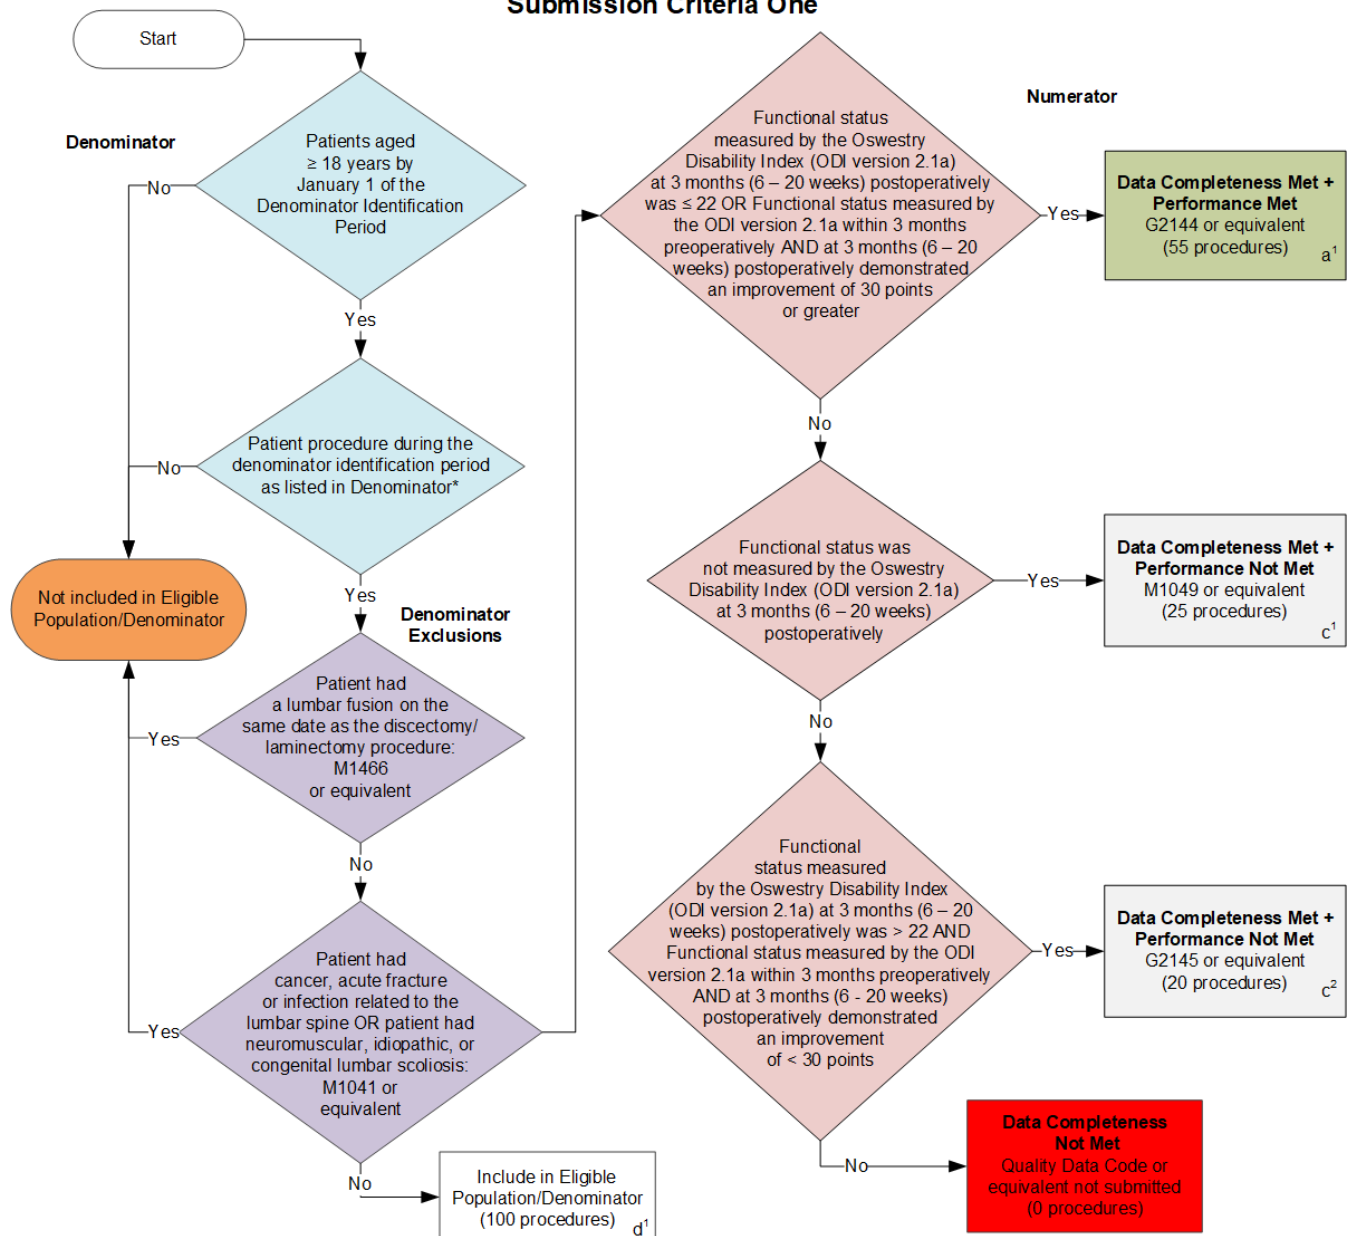 Submission Criteria One
Start
Denominator
Patients aged
≥ 18 years by
January 1 of the
Denominator Identification
Period
No
Yes
Patient procedure during the
denominator identification period
as listed in Denominator*
No
Yes
Not included in Eligible
Population/Denominator
Denominator
Exclusions
Patient had
a lumbar fusion on the
same date as the discectomy/
laminectomy procedure:
M1466
or equivalent
Yes
No
Patient had
cancer, acute fracture
or infection related to the
lumbar spine OR patient had
neuromuscular, idiopathic, or
congenital lumbar scoliosis:
M1041 or
equivalent
Yes
No
Include in Eligible
Population/Denominator
(100 procedures)
d¹
Numerator
Functional status
measured by the Oswestry
Disability Index (ODI version 2.1a)
at 3 months (6 – 20 weeks) postoperatively
was ≤ 22 OR Functional status measured by
the ODI version 2.1a within 3 months
preoperatively AND at 3 months (6 – 20
weeks) postoperatively demonstrated
an improvement of 30 points
or greater
Yes
Data Completeness Met +
Performance Met
G2144 or equivalent
(55 procedures)
a¹
No
Functional status was
not measured by the Oswestry
Disability Index (ODI version 2.1a)
at 3 months (6 – 20 weeks)
postoperatively
Yes
Data Completeness Met +
Performance Not Met
M1049 or equivalent
(25 procedures)
c¹
No
Functional
status measured
by the Oswestry Disability Index
(ODI version 2.1a) at 3 months (6 – 20
weeks) postoperatively was > 22 AND
Functional status measured by the ODI
version 2.1a within 3 months preoperatively
AND at 3 months (6 - 20 weeks)
postoperatively demonstrated
an improvement
of < 30 points
Yes
Data Completeness Met +
Performance Not Met
G2145 or equivalent
(20 procedures)
c²
No
Data Completeness
Not Met
Quality Data Code or
equivalent not submitted
(0 procedures)